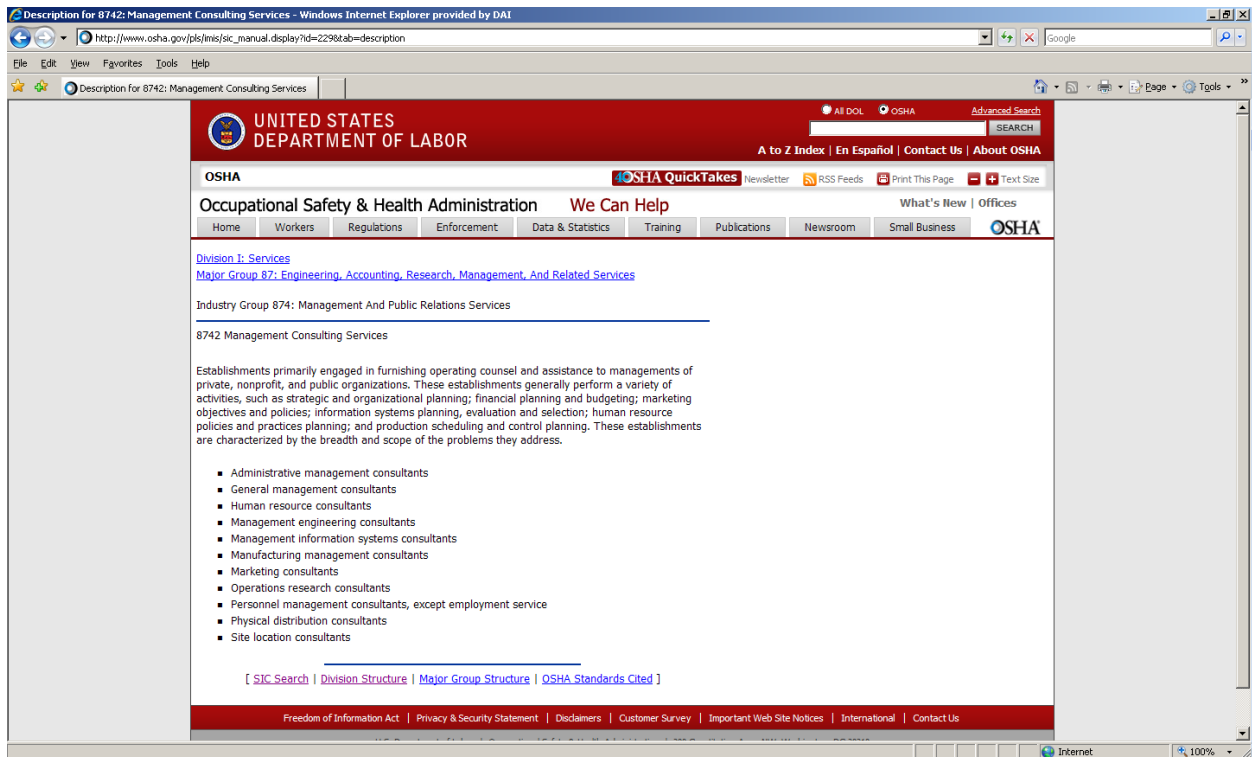 Description for 8742: Management Consulting Services - Windows Internet Explorer provided by DAI
http://www.osha.gov/pls/imis/sic_manual.display?id=229&tab=description
Google
File Edit View Favorites Tools Help
Description for 8742: Management Consulting Services
Page Tools »
All DOL OSHA Advanced Search
UNITED STATES
DEPARTMENT OF LABOR
SEARCH
A to Z Index | En Español | Contact Us | About OSHA
OSHA
40SHA QuickTakes Newsletter RSS Feeds Print This Page Text Size
Occupational Safety & Health Administration We Can Help
What's New | Offices
Home Workers Regulations Enforcement Data & Statistics Training Publications Newsroom Small Business OSHA
Division I: Services
Major Group 87: Engineering, Accounting, Research, Management, And Related Services
Industry Group 874: Management And Public Relations Services
8742 Management Consulting Services
Establishments primarily engaged in furnishing operating counsel and assistance to managements of
private, nonprofit, and public organizations. These establishments generally perform a variety of
activities, such as strategic and organizational planning; financial planning and budgeting; marketing
objectives and policies; information systems planning, evaluation and selection; human resource
policies and practices planning; and production scheduling and control planning. These establishments
are characterized by the breadth and scope of the problems they address.
Administrative management consultants
General management consultants
Human resource consultants
Management engineering consultants
Management information systems consultants
Manufacturing management consultants
Marketing consultants
Operations research consultants
Personnel management consultants, except employment service
Physical distribution consultants
Site location consultants
[ SIC Search | Division Structure | Major Group Structure | OSHA Standards Cited ]
Freedom of Information Act | Privacy & Security Statement | Disclaimers | Customer Survey | Important Web Site Notices | International | Contact Us
Internet 100%